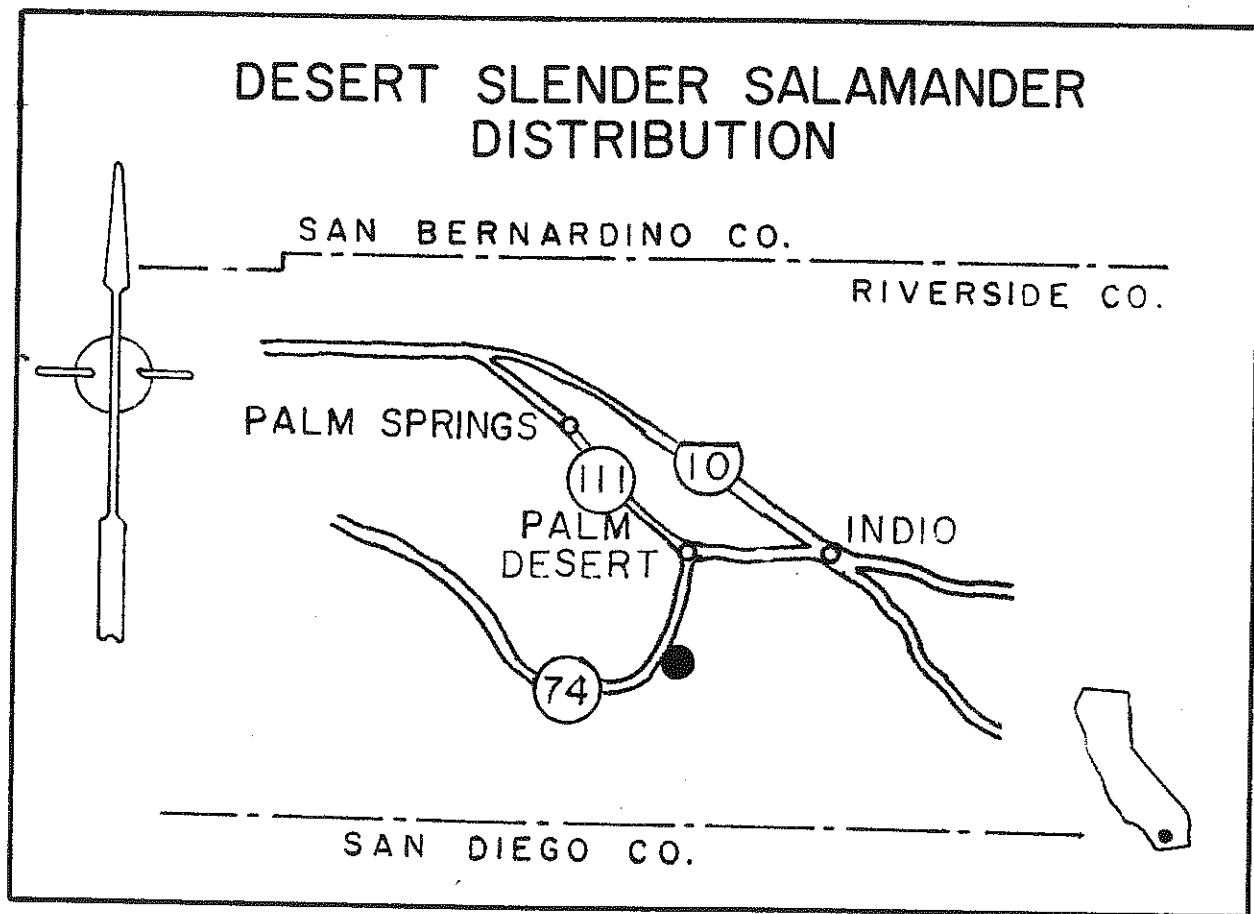 DESERT SLENDER SALAMANDER
DISTRIBUTION
SAN BERNARDINO CO.
RIVERSIDE CO.
PALM SPRINGS
10
111
PALM
DESERT
INDIO
74
SAN DIEGO CO.